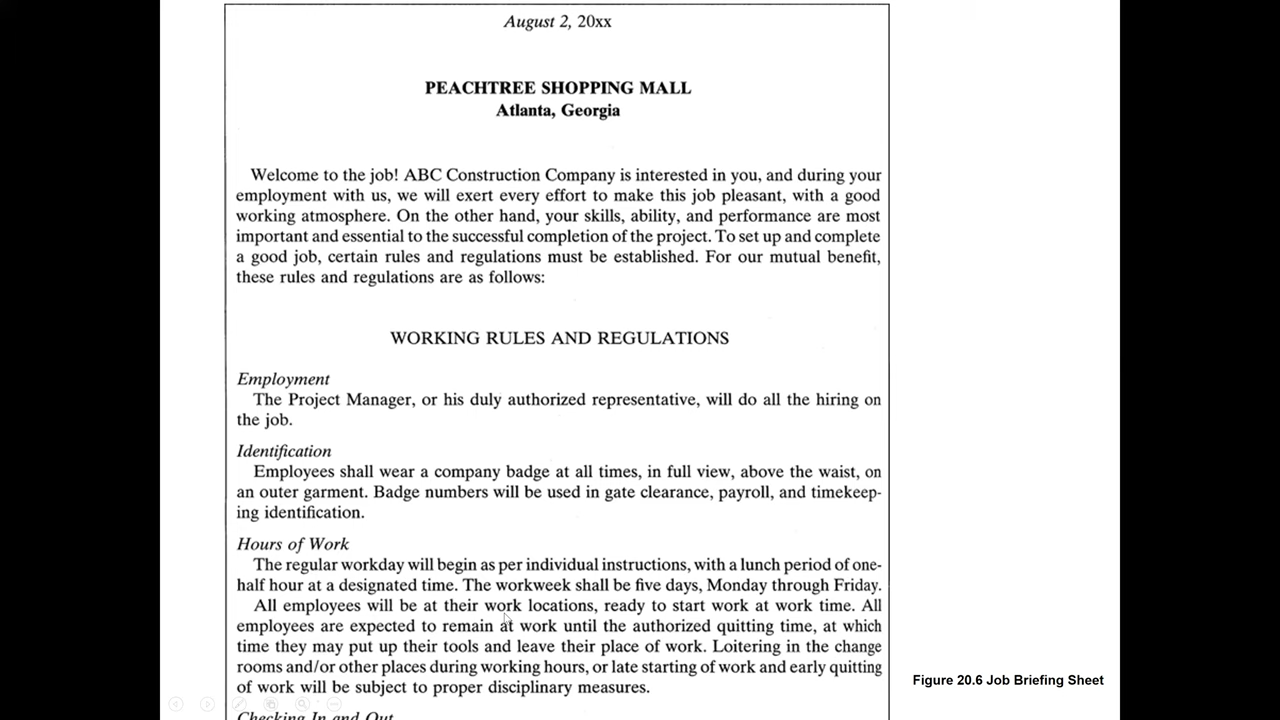 August 2, 20xx
PEACHTREE SHOPPING MALL
Atlanta, Georgia
Welcome to the job! ABC Construction Company is interested in you, and during your
employment with us, we will exert every effort to make this job pleasant, with a good
working atmosphere. On the other hand, your skills, ability, and performance are most
important and essential to the successful completion of the project. To set up and complete
a good job, certain rules and regulations must be established. For our mutual benefit,
these rules and regulations are as follows:
WORKING RULES AND REGULATIONS
Employment
The Project Manager, or his duly authorized representative, will do all the hiring on
the job.
Identification
Employees shall wear a company badge at all times, in full view, above the waist, on
an outer garment. Badge numbers will be used in gate clearance, payroll, and timekeep-
ing identification.
Hours of Work
The regular workday will begin as per individual instructions, with a lunch period of one-
half hour at a designated time. The workweek shall be five days, Monday through Friday.
All employees will be at their work locations, ready to start work at work time. All
employees are expected to remain at work until the authorized quitting time, at which
time they may put up their tools and leave their place of work. Loitering in the change
rooms and/or other places during working hours, or late starting of work and early quitting
of work will be subject to proper disciplinary measures.
Checking In and Out
Figure 20.6 Job Briefing Sheet